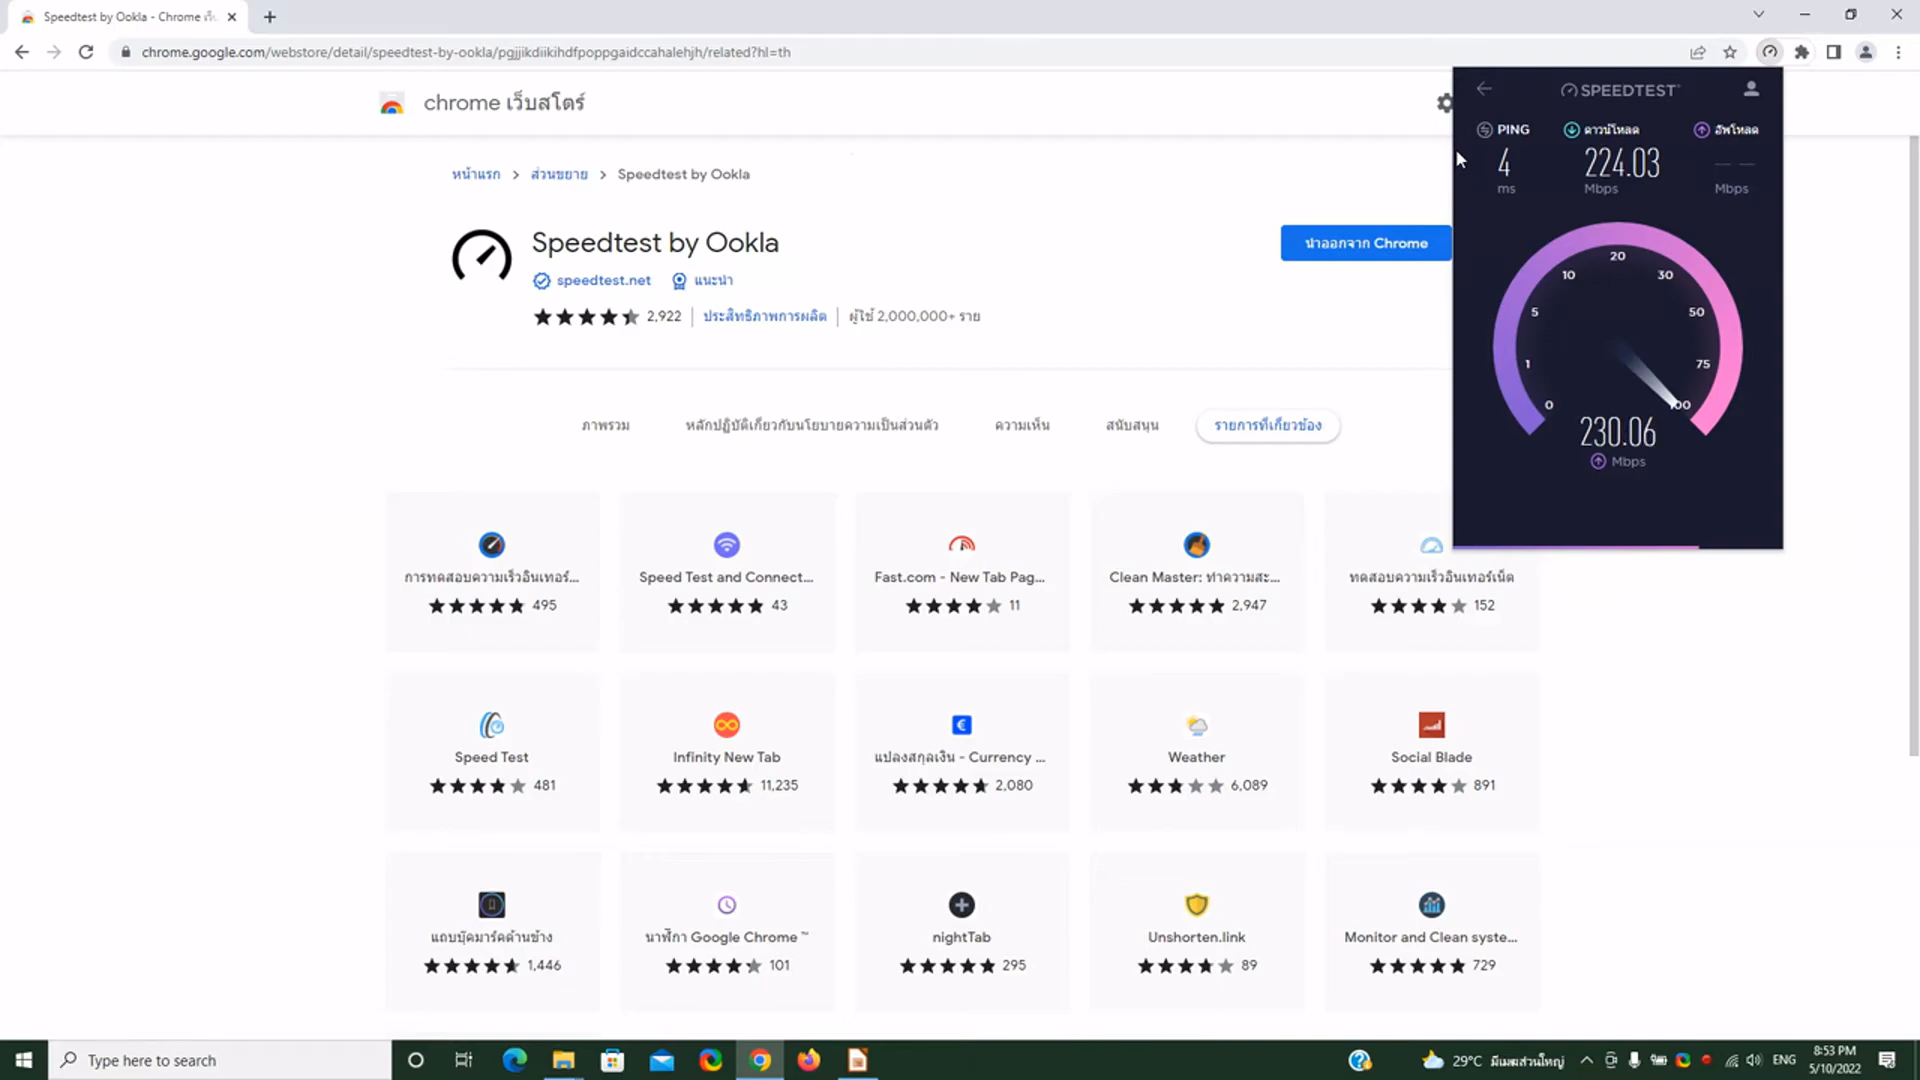 Speedtest by Ookla - Chrome เว็บ
chrome.google.com/webstore/detail/speedtest-by-ookla/pgjjikdiikihdfpoppgaidccahalehjh/related?hl=th
chrome เว็บสโตร์
หน้าแรก
ส่วนขยาย
Speedtest by Ookla
Speedtest by Ookla
speedtest.net
แนะนำ
2,922
ประสิทธิภาพการผลิต
ผู้ใช้ 2,000,000+ ราย
นำออกจาก Chrome
ภาพรวม
หลักปฏิบัติเกี่ยวกับนโยบายความเป็นส่วนตัว
ความเห็น
สนับสนุน
รายการที่เกี่ยวข้อง
SPEEDTEST
PING
ดาวน์โหลด
อัพโหลด
4
224.03
ms
Mbps
Mbps
0
1
5
10
20
30
50
75
100
230.06
Mbps
การทดสอบความเร็วอินเทอร์...
495
Speed Test and Connect...
43
Fast.com - New Tab Pag...
11
Clean Master: ทำความสะ...
2,947
ทดสอบความเร็วอินเทอร์เน็ต
152
Speed Test
481
Infinity New Tab
11,235
แปลงสกุลเงิน - Currency ...
2,080
Weather
6,089
Social Blade
891
แถบบุ๊คมาร์คด้านข้าง
1,446
นาฬิกา Google Chrome ™
101
nightTab
295
Unshorten.link
89
Monitor and Clean syste...
729
Type here to search
29°C มีเมฆส่วนใหญ่
ENG
8:53 PM
5/10/2022